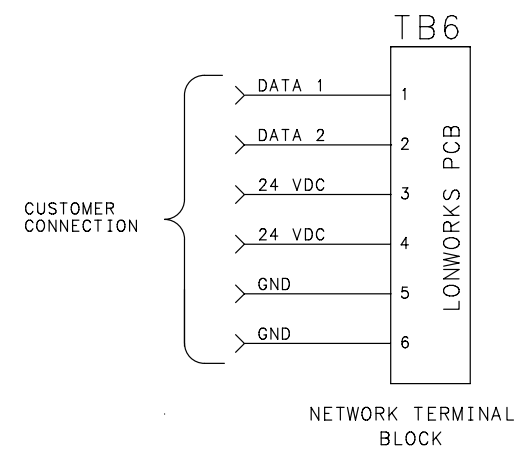 TB6
DATA 1
1
DATA 2
2
24 VDC
3
24 VDC
4
GND
5
GND
6
CUSTOMER
CONNECTION
LONWORKS PCB
NETWORK TERMINAL
BLOCK